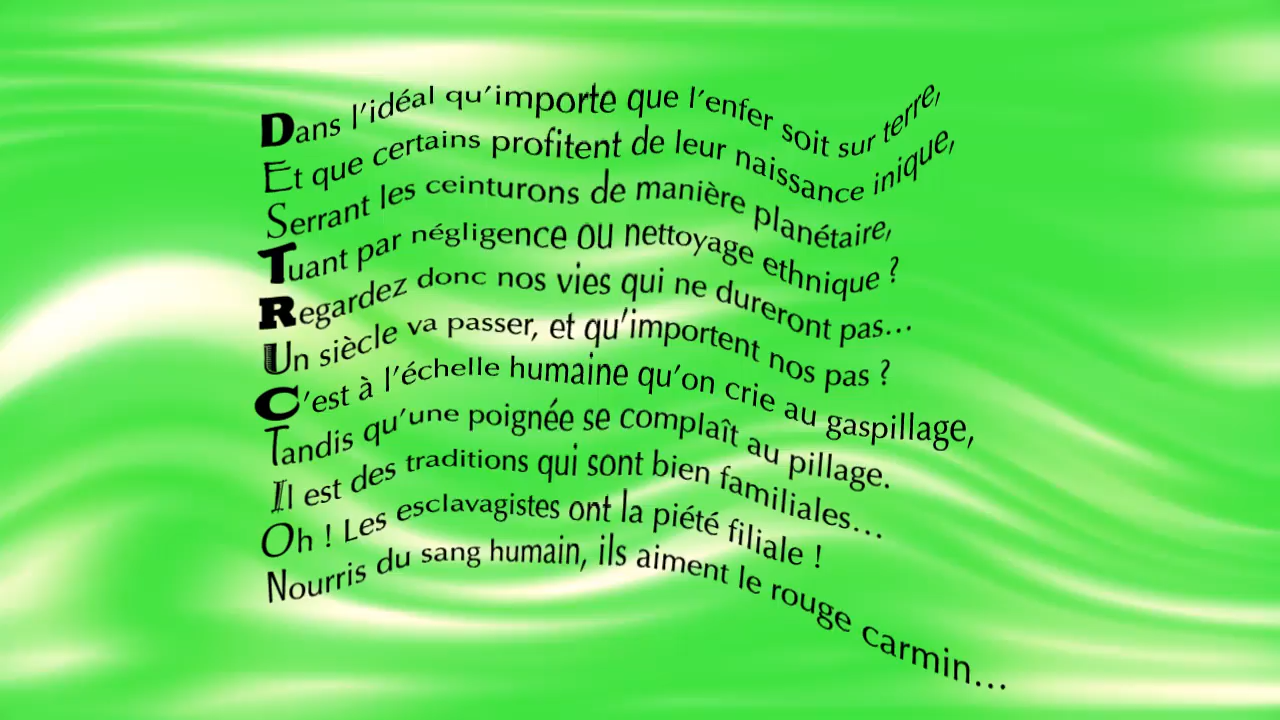 Dans l'idéal qu'importe que l'enfer soit sur terre,
Et que certains profitent de leur naissance inique,
Serrant les ceinturons de manière planétaire,
Tuant par négligence ou nettoyage ethnique ?
Regardez donc nos vies qui ne dureront pas...
Un siècle va passer, et qu'importent nos pas ?
C'est à l'échelle humaine qu'on crie au gaspillage,
Tandis qu'une poignée se complaît au pillage.
Il est des traditions qui sont bien familiales...
Oh ! Les esclavagistes ont la piété filiale !
Nourris du sang humain, ils aiment le rouge carmin...